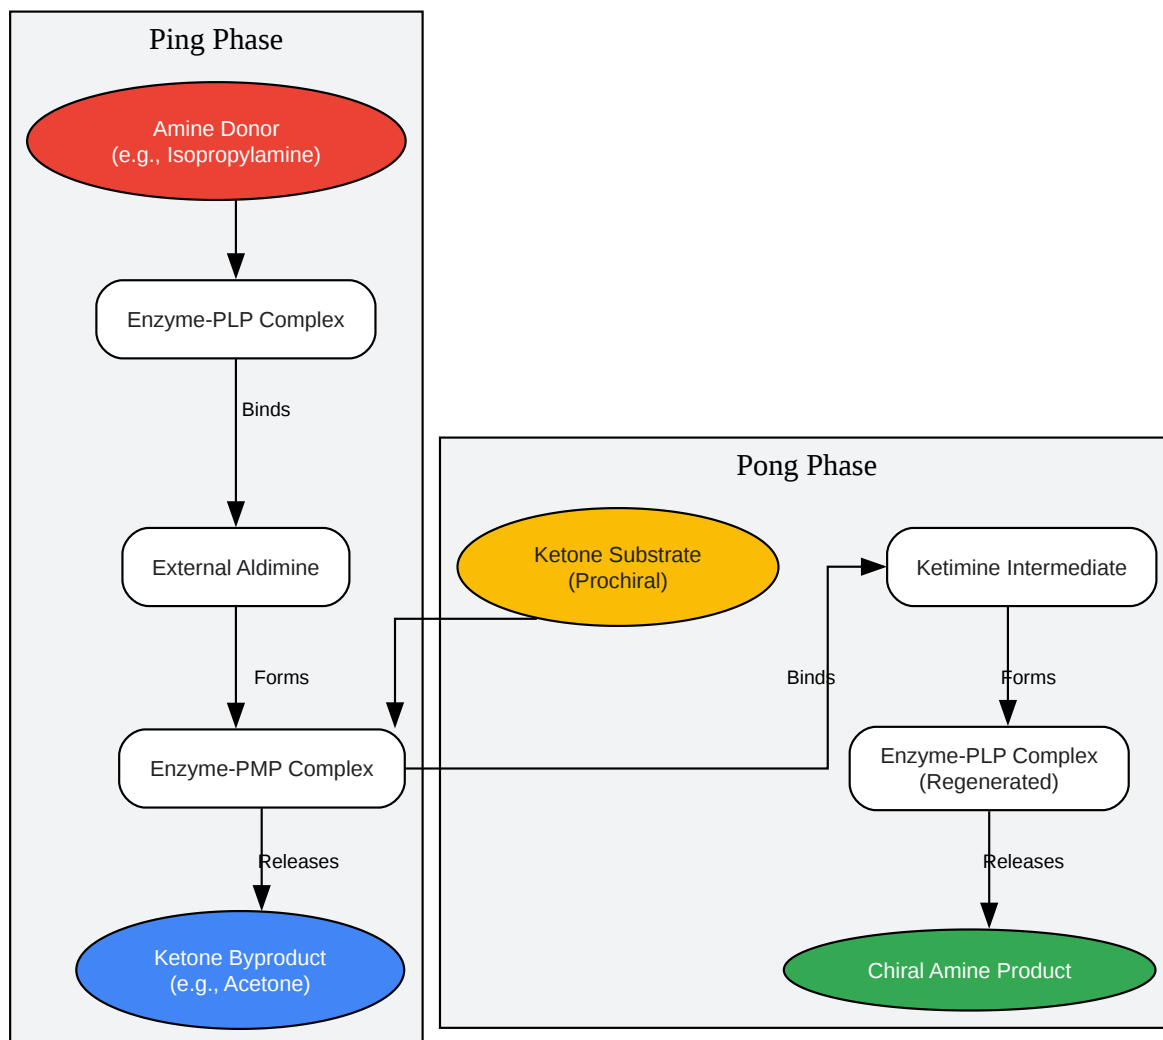 Ping Phase
Amine Donor
(e.g., Isopropylamine)
Enzyme-PLP Complex
Binds
External Aldimine
Forms
Enzyme-PMP Complex
Releases
Ketone Byproduct
(e.g., Acetone)
Pong Phase
Ketone Substrate
(Prochiral)
Binds
Ketimine Intermediate
Forms
Enzyme-PLP Complex
(Regenerated)
Releases
Chiral Amine Product